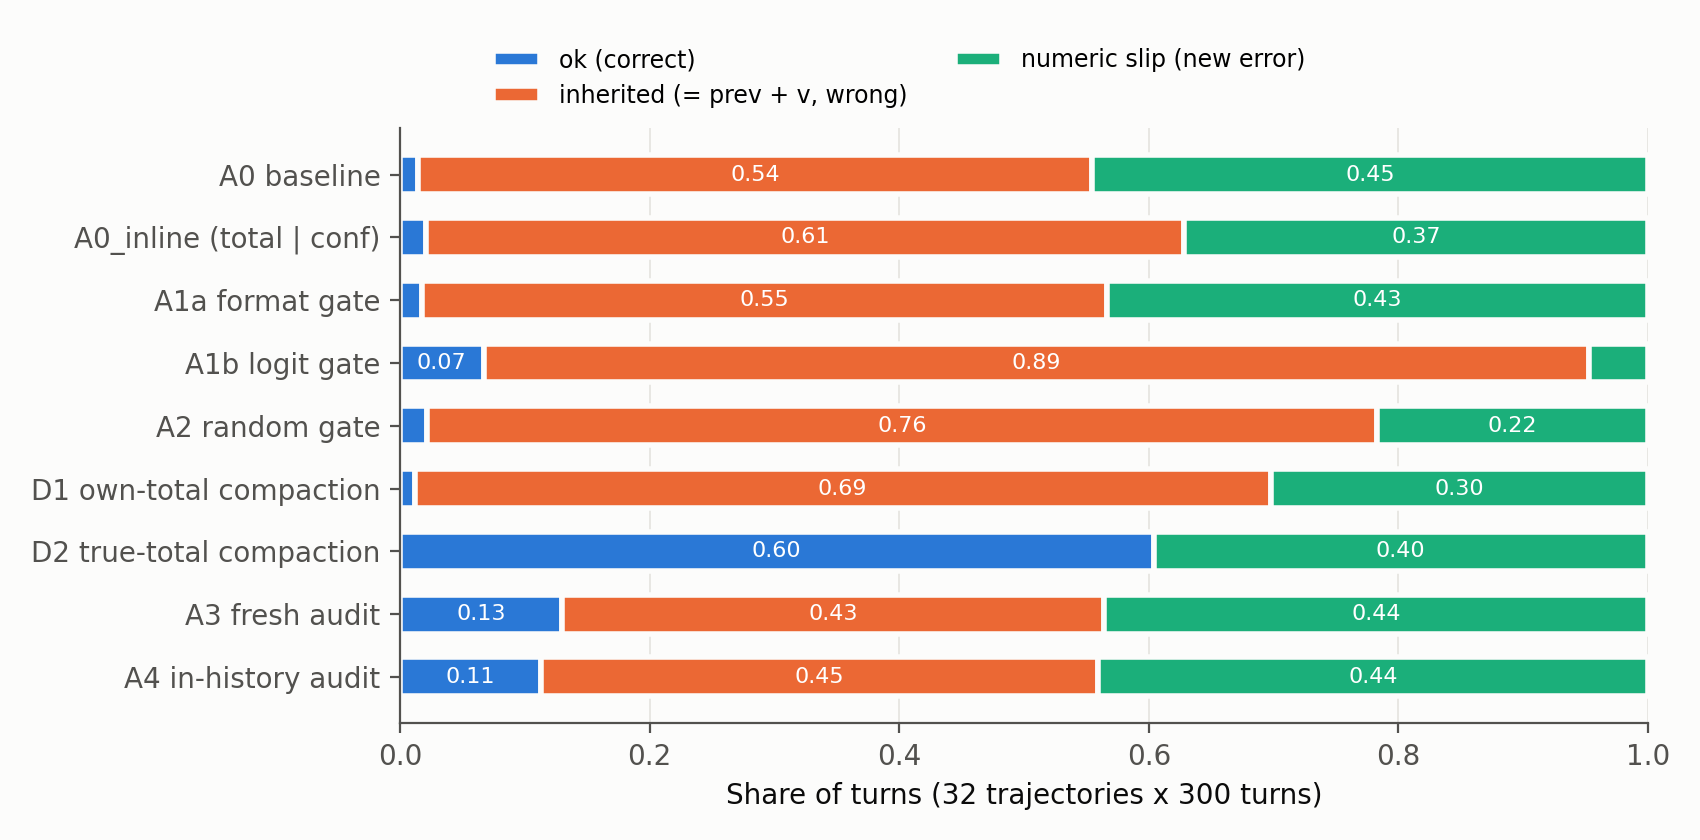 ok (correct)
inherited (= prev + v, wrong)
numeric slip (new error)
A0 baseline 0.54 0.45
A0_inline (total | conf) 0.61 0.37
A1a format gate 0.55 0.43
A1b logit gate 0.07 0.89
A2 random gate 0.76 0.22
D1 own-total compaction 0.69 0.30
D2 true-total compaction 0.60 0.40
A3 fresh audit 0.13 0.43 0.44
A4 in-history audit 0.11 0.45 0.44
0.0 0.2 0.4 0.6 0.8 1.0
Share of turns (32 trajectories x 300 turns)